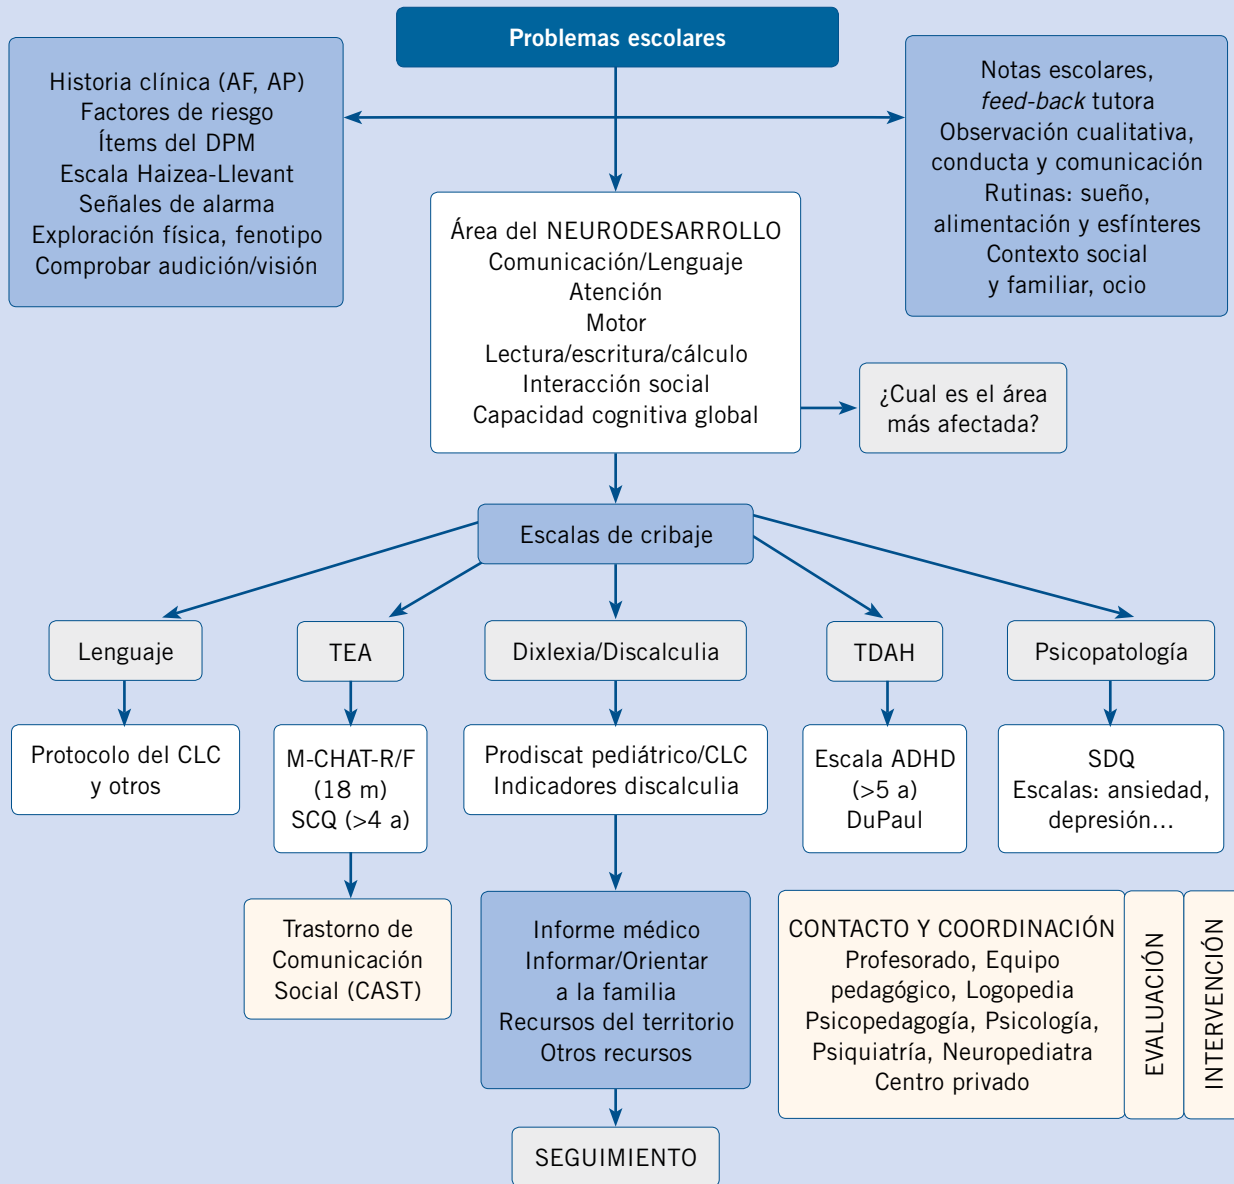 Problemas escolares
Historia clínica (AF, AP)
Factores de riesgo
Ítems del DPM
Escala Haizea-Llevant
Señales de alarma
Exploración física, fenotipo
Comprobar audición/visión
Notas escolares,
feed-back tutora
Observación cualitativa,
conducta y comunicación
Rutinas: sueño,
alimentación y esfínteres
Contexto social
y familiar, ocio
Área del NEURODESARROLLO
Comunicación/Lenguaje
Atención
Motor
Lectura/escritura/cálculo
Interacción social
Capacidad cognitiva global
¿Cual es el área
más afectada?
Escalas de cribaje
Lenguaje
TEA
Dixlexia/Discalculia
TDAH
Psicopatología
Protocolo del CLC
y otros
M-CHAT-R/F
(18 m)
SCQ (>4 a)
Prodiscat pediátrico/CLC
Indicadores discalculia
Escala ADHD
(>5 a)
DuPaul
SDQ
Escalas: ansiedad,
depresión...
Trastorno de
Comunicación
Social (CAST)
Informe médico
Informar/Orientar
a la familia
Recursos del territorio
Otros recursos
CONTACTO Y COORDINACIÓN
Profesorado, Equipo
pedagógico, Logopedia
Psicopedagogía, Psicología,
Psiquiatría, Neuropediatra
Centro privado
EVALUACIÓN
INTERVENCIÓN
SEGUIMIENTO